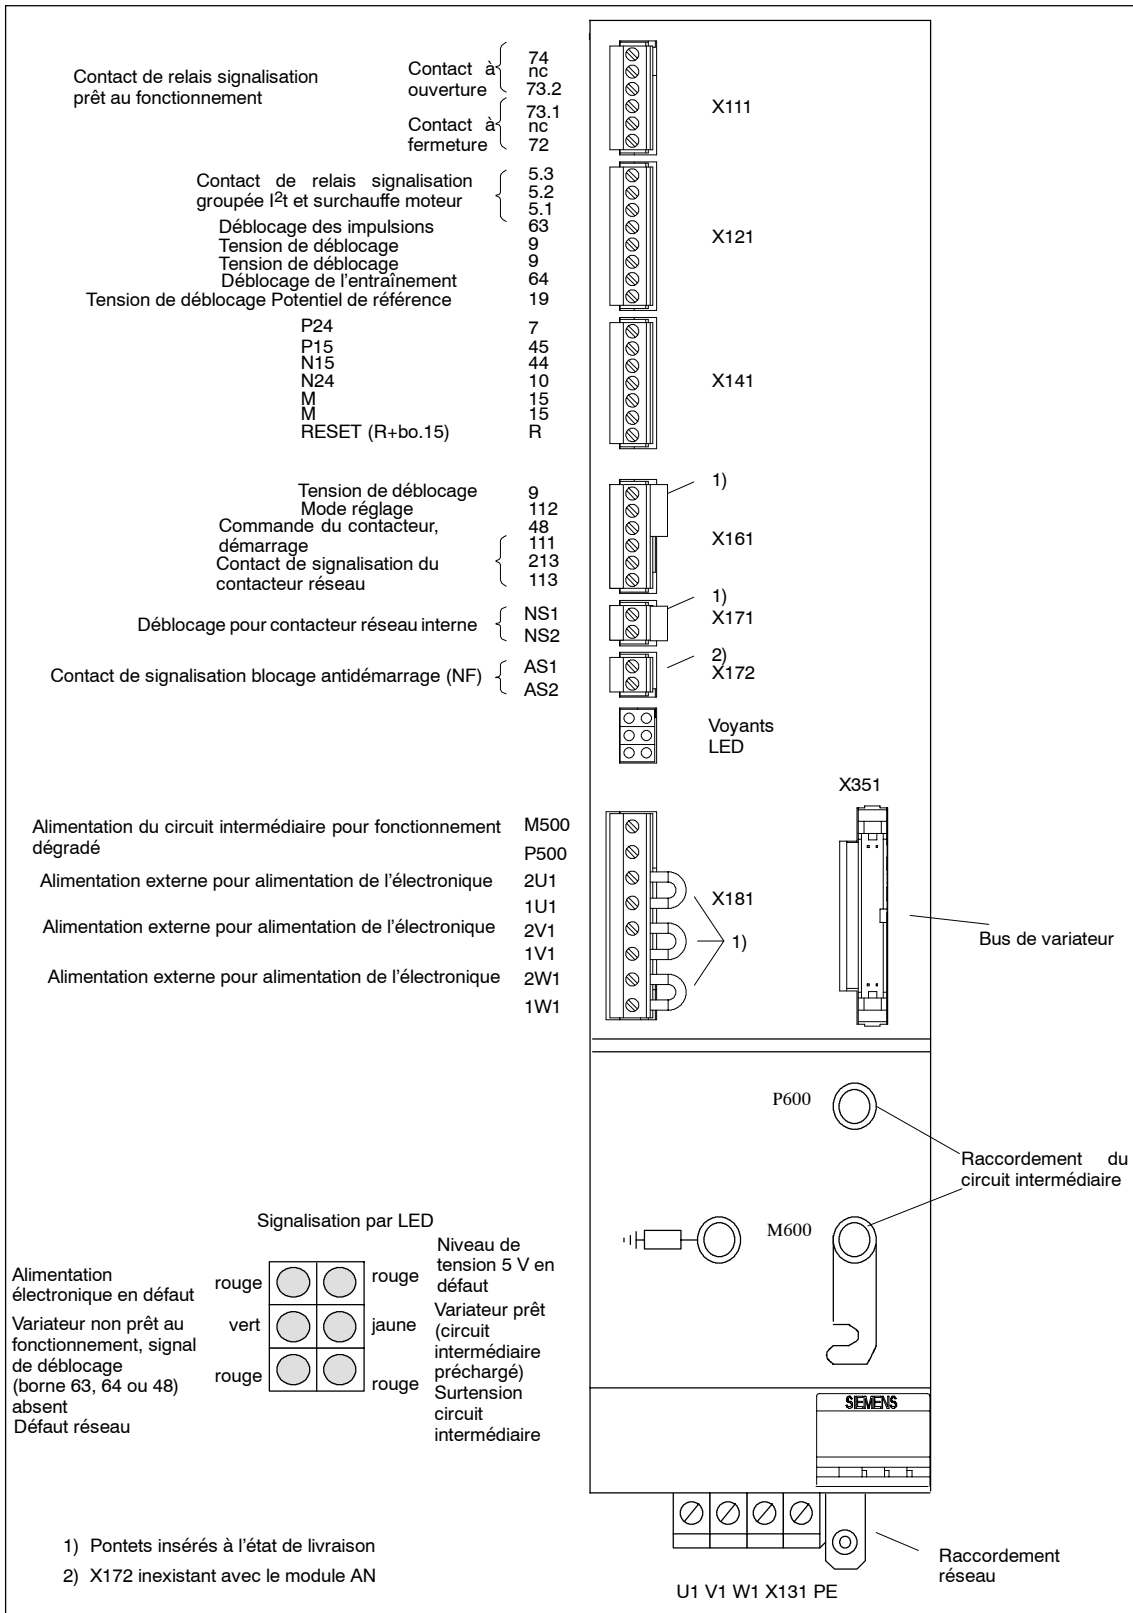 Contact de relais signalisation
prêt au fonctionnement
Contact à
ouverture
74
nc
73.2
Contact à
fermeture
73.1
nc
72
X111
Contact de relais signalisation
groupée I²t et surchauffe moteur
5.3
5.2
5.1
Déblocage des impulsions 63
Tension de déblocage 9
Tension de déblocage 9
Déblocage de l'entraînement 64
Tension de déblocage Potentiel de référence 19
X121
P24 7
P15 45
N15 44
N24 10
M 15
M 15
RESET (R+bo.15) R
X141
1)
Tension de déblocage 9
Mode réglage 112
Commande du contacteur,
démarrage
48
111
Contact de signalisation du
contacteur réseau
213
113
X161
1)
Déblocage pour contacteur réseau interne
NS1
NS2
X171
2)
Contact de signalisation blocage antidémarrage (NF)
AS1
AS2
X172
Voyants
LED
X351
Alimentation du circuit intermédiaire pour fonctionnement
dégradé
M500
P500
Alimentation externe pour alimentation de l'électronique 2U1
1U1
Alimentation externe pour alimentation de l'électronique 2V1
1V1
Alimentation externe pour alimentation de l'électronique 2W1
1W1
X181
1)
Bus de variateur
P600
Raccordement du
circuit intermédiaire
M600
Signalisation par LED
Alimentation
électronique en défaut
rouge
rouge
Niveau de
tension 5 V en
défaut
Variateur non prêt au
fonctionnement, signal
de déblocage
(borne 63, 64 ou 48)
absent
vert
jaune
Variateur prêt
(circuit
intermédiaire
préchargé)
Défaut réseau
rouge
rouge
Surtension
circuit
intermédiaire
SIEMENS
1) Pontets insérés à l'état de livraison
2) X172 inexistant avec le module AN
Raccordement
réseau
U1 V1 W1 X131 PE